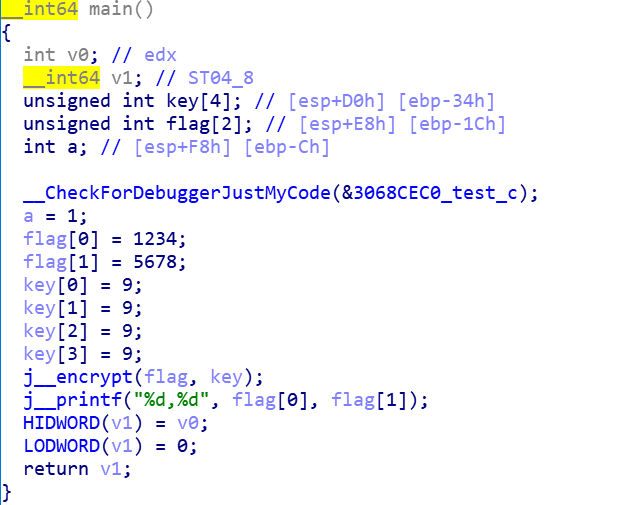 __int64 main()
{
  int v0; // edx
  __int64 v1; // ST04_8
  unsigned int key[4]; // [esp+D0h] [ebp-34h]
  unsigned int flag[2]; // [esp+E8h] [ebp-1Ch]
  int a; // [esp+F8h] [ebp-Ch]

  __CheckForDebuggerJustMyCode(&3068CEC0_test_c);
  a = 1;
  flag[0] = 1234;
  flag[1] = 5678;
  key[0] = 9;
  key[1] = 9;
  key[2] = 9;
  key[3] = 9;
  j__encrypt(flag, key);
  j__printf("%d,%d", flag[0], flag[1]);
  HIDWORD(v1) = v0;
  LODWORD(v1) = 0;
  return v1;
}